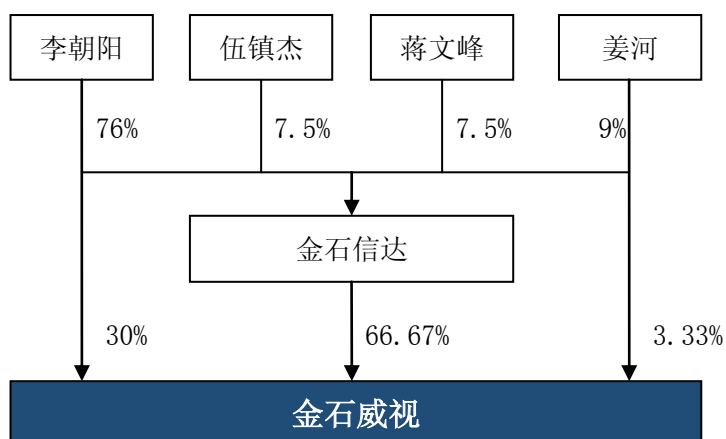 李朝阳 伍镇杰 蒋文峰 姜河
76% 7.5% 7.5% 9%
金石信达
30% 66.67% 3.33%
金石威视